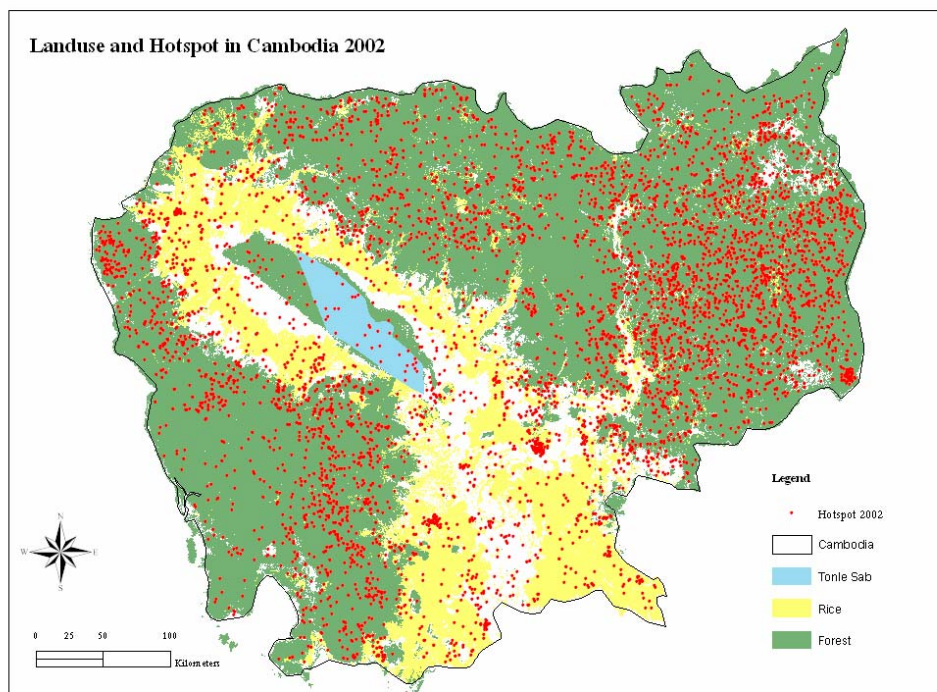 Landuse and Hotspot in Cambodia 2002
Legend
Hotspot 2002
Cambodia
Tonle Sab
Rice
Forest
N
W E
S
0 25 50 100
Kilometers